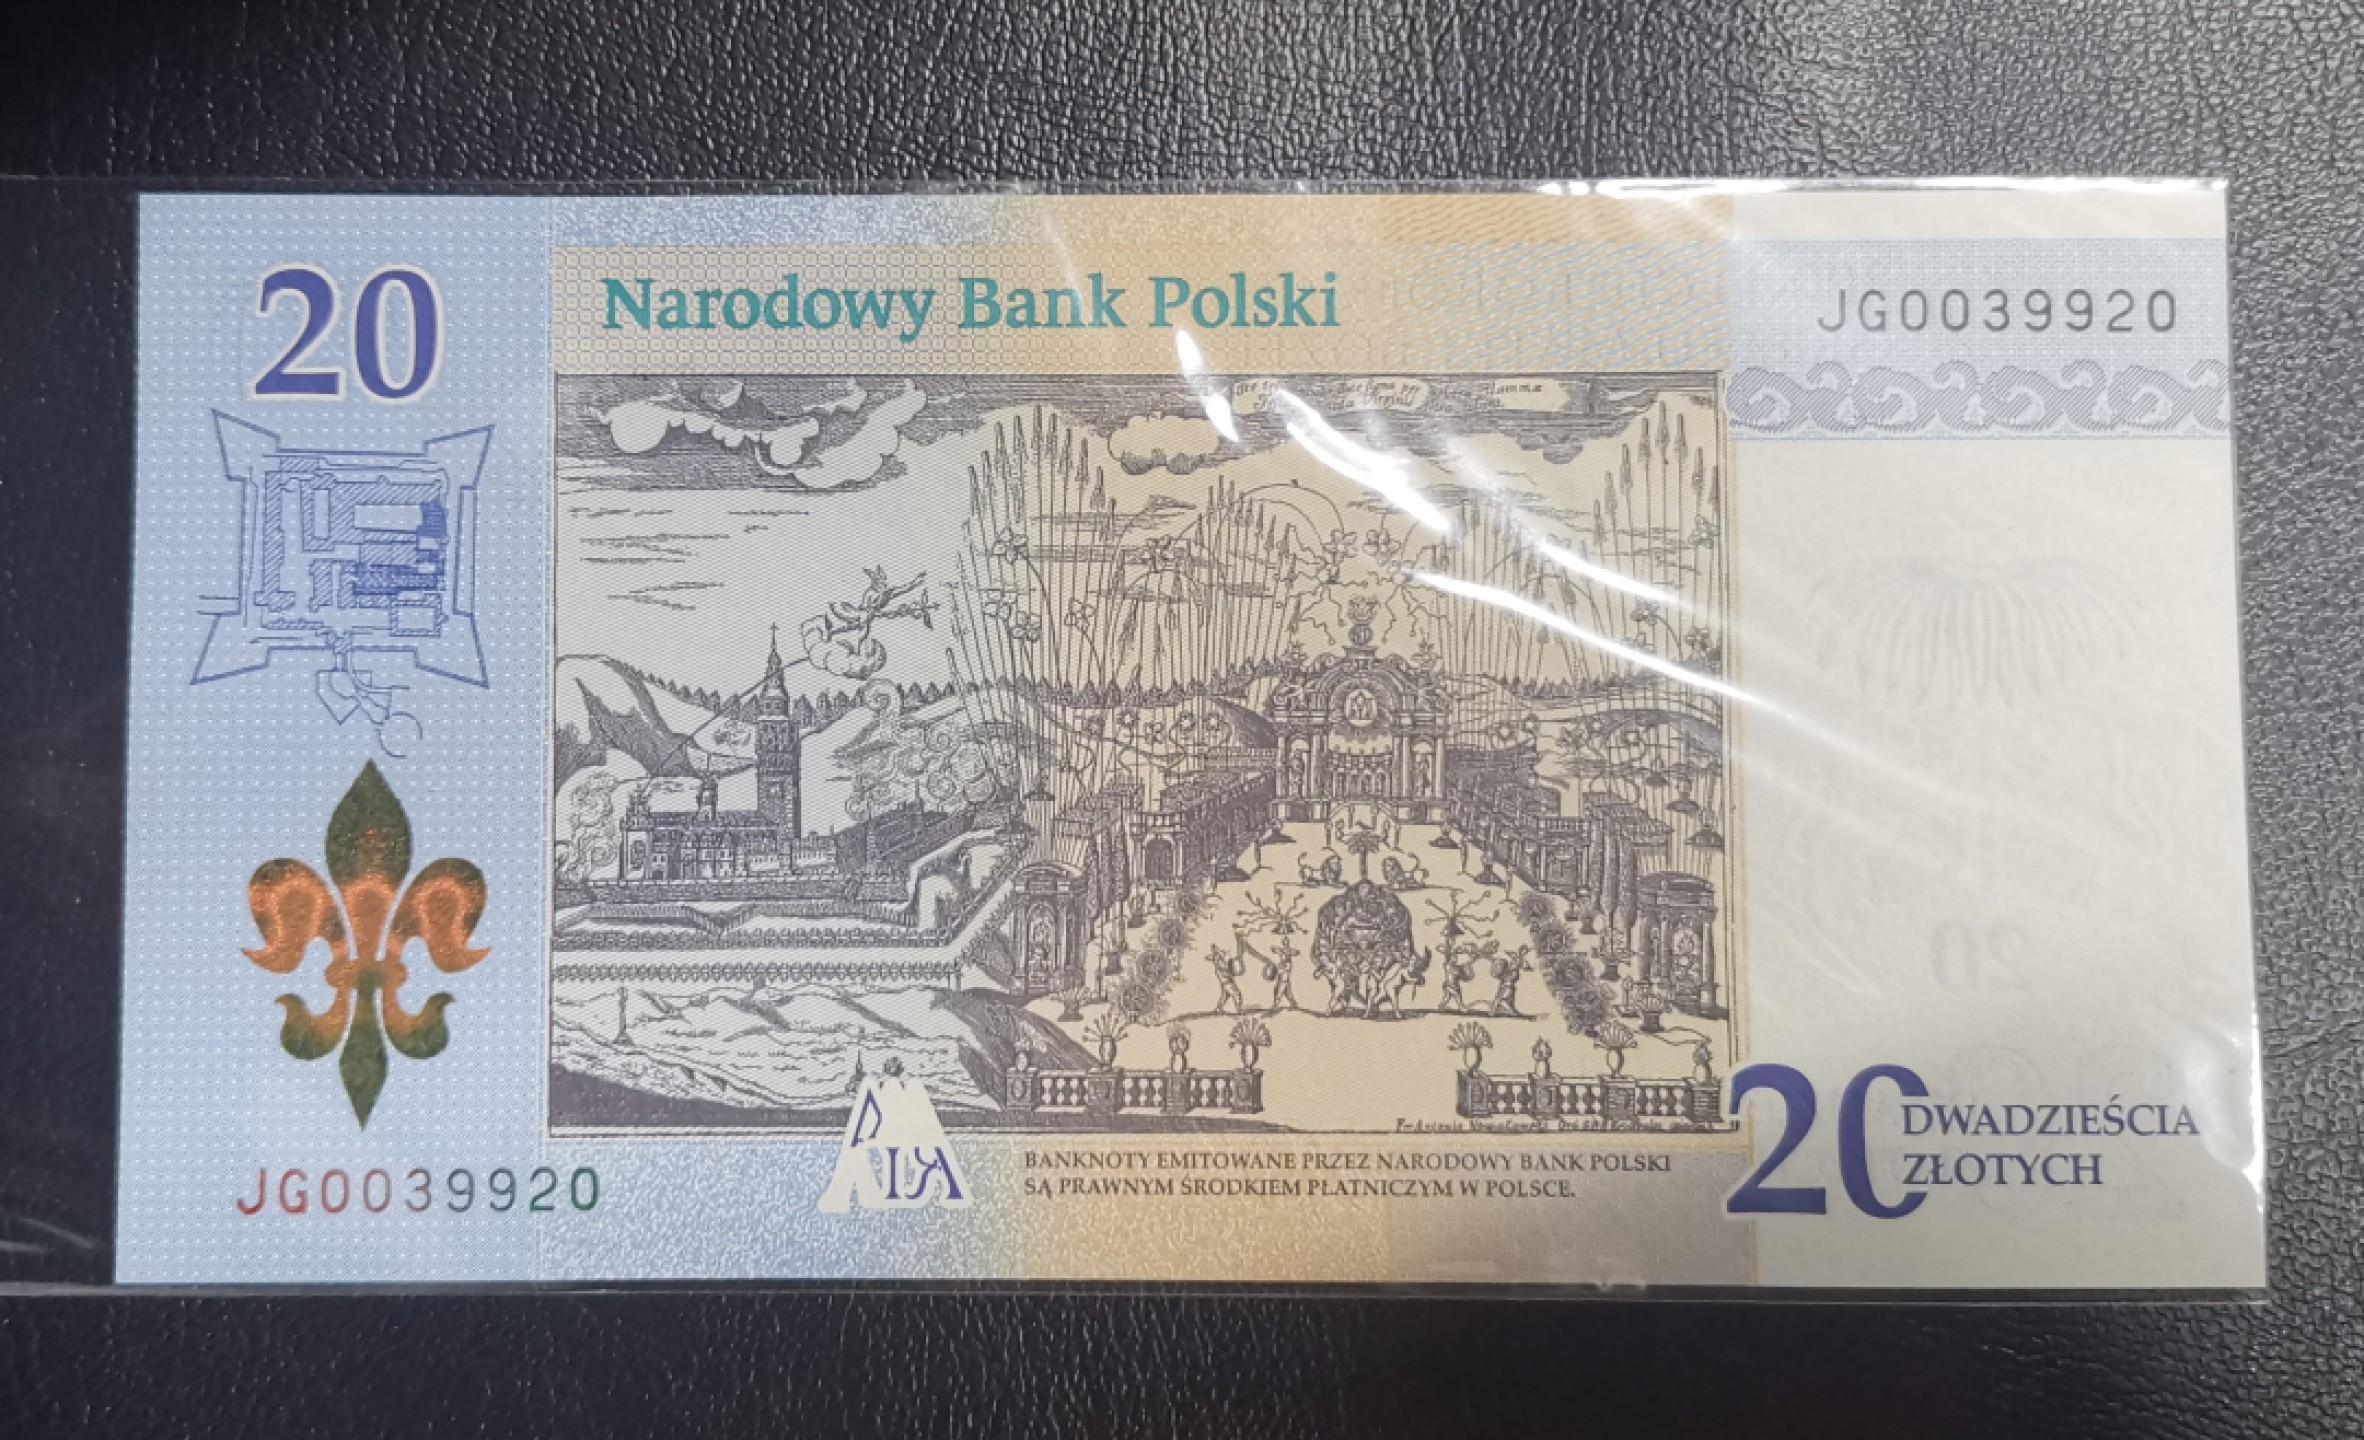 20
Narodowy Bank Polski
JG0039920
JG0039920
BANKNOTY EMITOWANE PRZEZ NARODOWY BANK POLSKI
SĄ PRAWNYM ŚRODKIEM PŁATNICZYM W POLSCE.
20
DWADZIEŚCIA
ZŁOTYCH